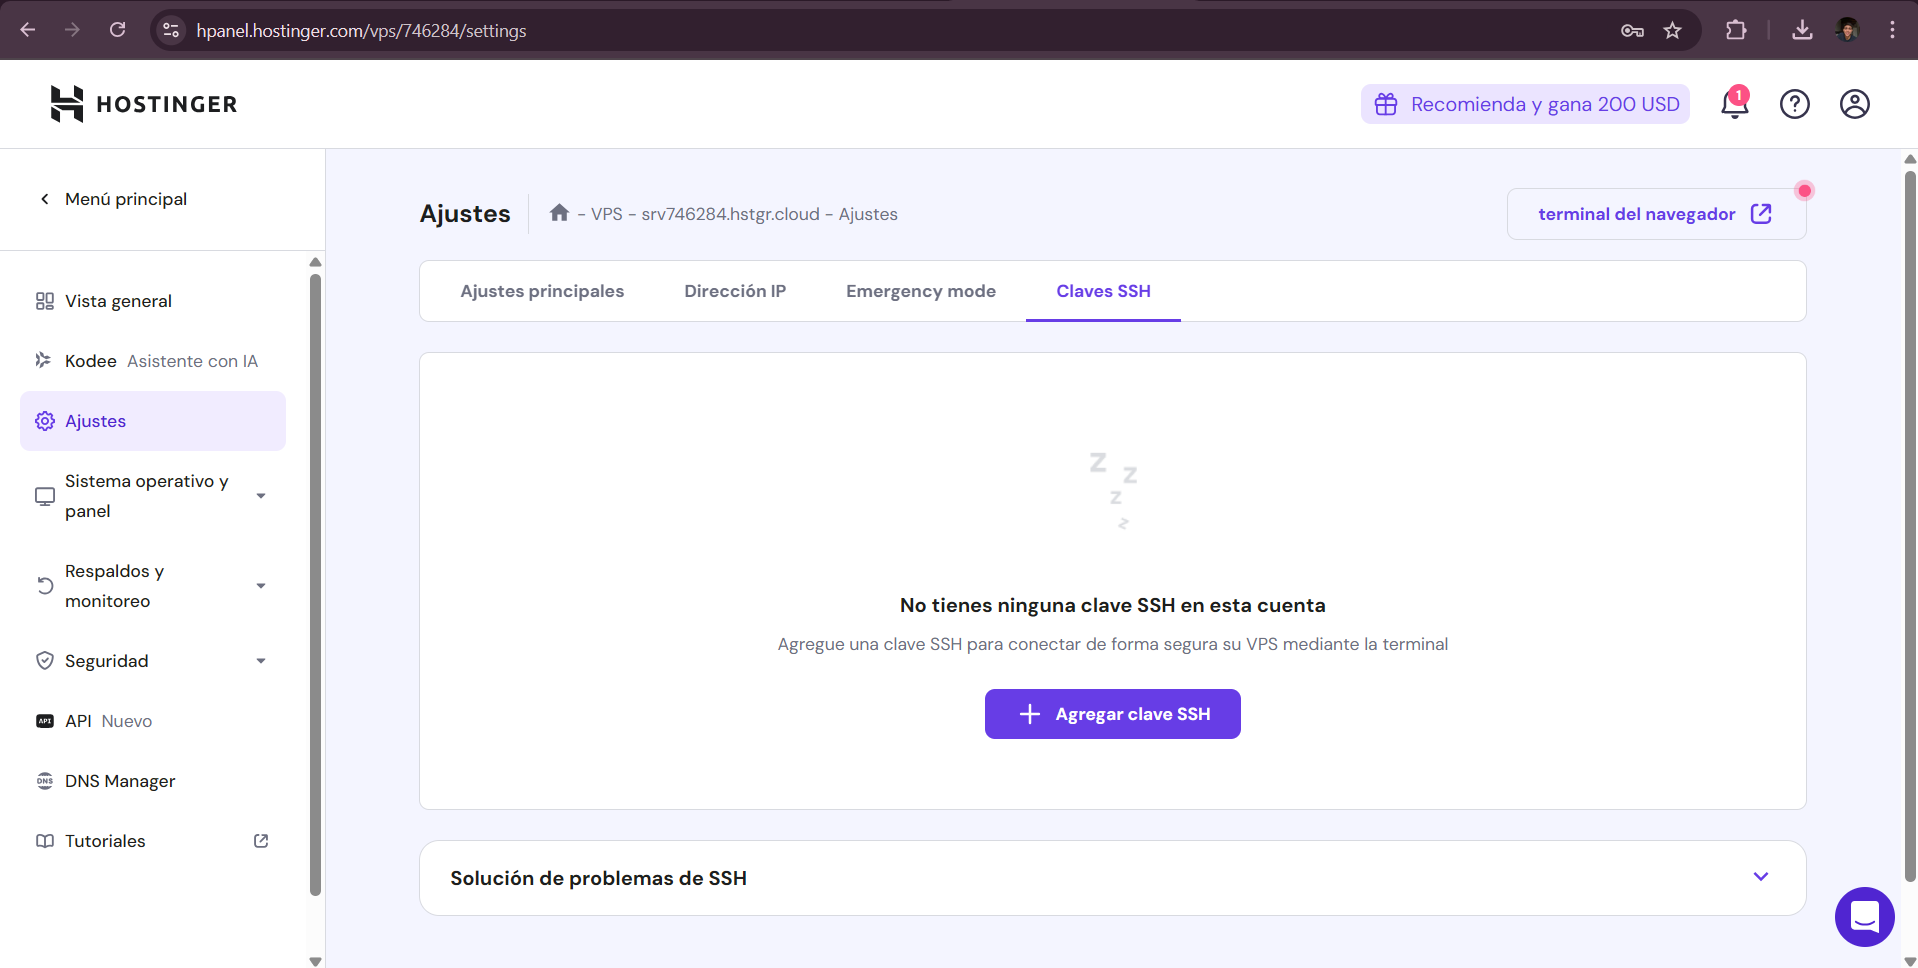 hpanel.hostinger.com/vps/746284/settings
HOSTINGER
Recomienda y gana 200 USD
1
Menú principal
Vista general
Kodee Asistente con IA
Ajustes
Sistema operativo y
panel
Respaldos y
monitoreo
Seguridad
API API Nuevo
DNS DNS Manager
Tutoriales
Ajustes
- VPS - srv746284.hstgr.cloud - Ajustes
terminal del navegador
Ajustes principales
Dirección IP
Emergency mode
Claves SSH
z z z z
No tienes ninguna clave SSH en esta cuenta
Agregue una clave SSH para conectar de forma segura su VPS mediante la terminal
Agregar clave SSH
Solución de problemas de SSH